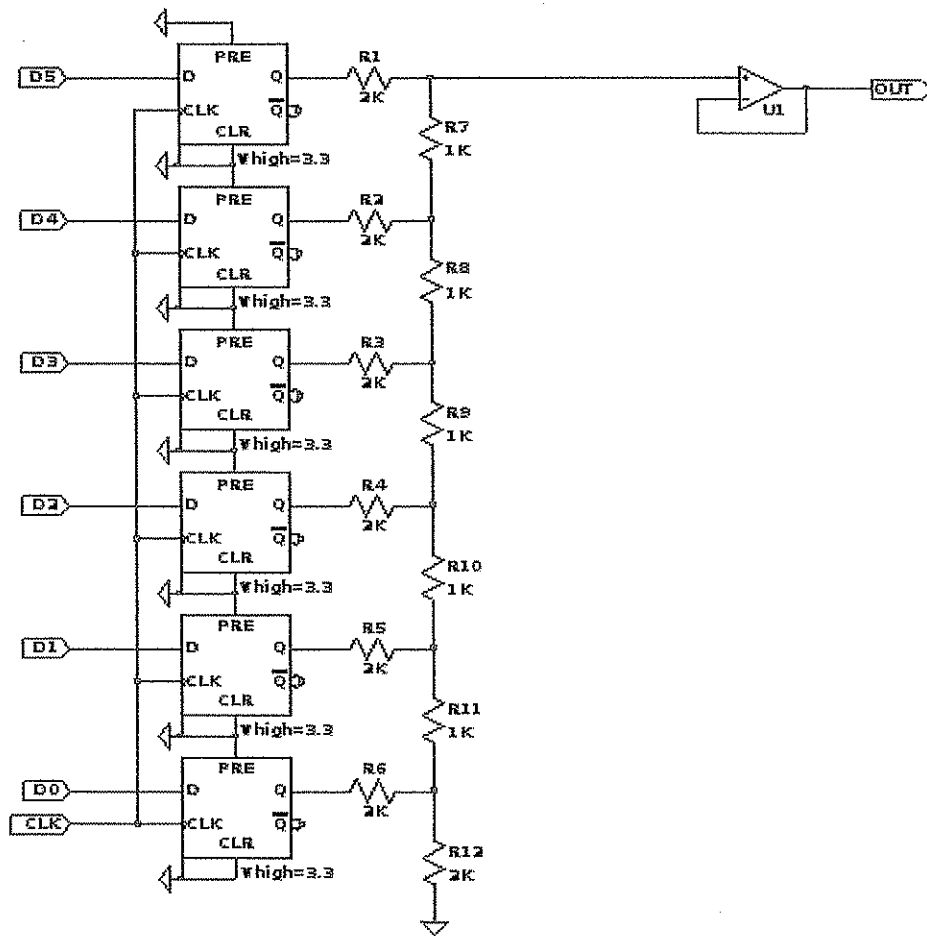 PRE
D5
D
Q
R1
2K
CLK
Q
CLR
U1
OUT
R7
1K
Vhigh=3.3
PRE
D4
D
Q
R2
2K
CLK
Q
CLR
R8
1K
Vhigh=3.3
PRE
D3
D
Q
R3
2K
CLK
Q
CLR
R9
1K
Vhigh=3.3
PRE
D2
D
Q
R4
2K
CLK
Q
CLR
R10
1K
Vhigh=3.3
PRE
D1
D
Q
R5
2K
CLK
Q
CLR
R11
1K
Vhigh=3.3
PRE
D0
D
Q
R6
2K
CLK
CLK
Q
CLR
R12
2K
Vhigh=3.3